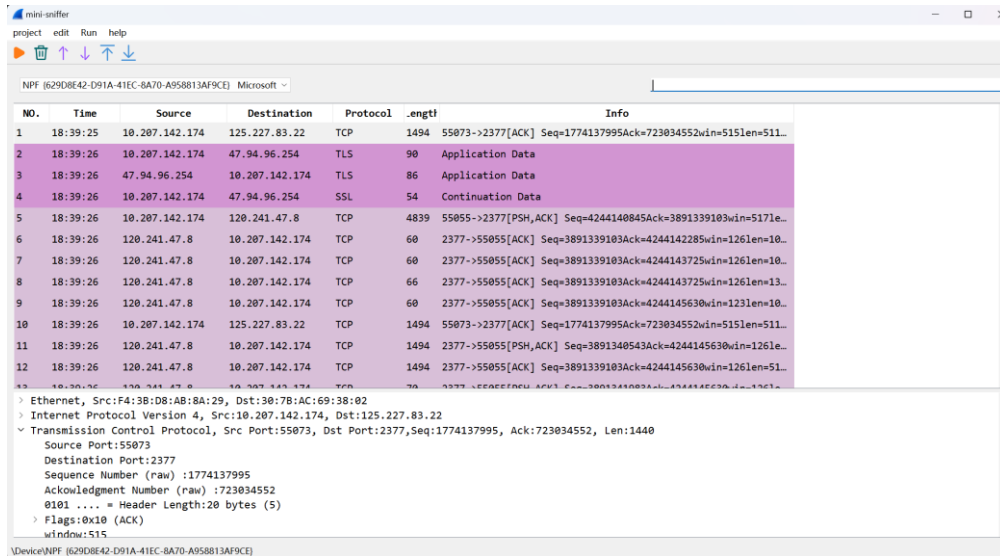 mini-sniffer
project edit Run help
NPF {629D8E42-D91A-41EC-8A70-A958813AF9CE} Microsoft
NO. Time Source Destination Protocol Length Info
1 18:39:25 10.207.142.174 125.227.83.22 TCP 1494 55073->2377[ACK] Seq=1774137995Ack=723034552win=515len=511…
2 18:39:26 10.207.142.174 47.94.96.254 TLS 90 Application Data
3 18:39:26 47.94.96.254 10.207.142.174 TLS 86 Application Data
4 18:39:26 10.207.142.174 47.94.96.254 SSL 54 Continuation Data
5 18:39:26 10.207.142.174 120.241.47.8 TCP 4839 55055->2377[PSH,ACK] Seq=4244140845Ack=3891339103win=517le…
6 18:39:26 120.241.47.8 10.207.142.174 TCP 60 2377->55055[ACK] Seq=3891339103Ack=4244142285win=126len=10…
7 18:39:26 120.241.47.8 10.207.142.174 TCP 60 2377->55055[ACK] Seq=3891339103Ack=4244143725win=126len=10…
8 18:39:26 120.241.47.8 10.207.142.174 TCP 66 2377->55055[ACK] Seq=3891339103Ack=4244143725win=126len=13…
9 18:39:26 120.241.47.8 10.207.142.174 TCP 60 2377->55055[ACK] Seq=3891339103Ack=4244145630win=123len=10…
10 18:39:26 10.207.142.174 125.227.83.22 TCP 1494 55073->2377[ACK] Seq=1774137995Ack=723034552win=515len=511…
11 18:39:26 120.241.47.8 10.207.142.174 TCP 1494 2377->55055[PSH,ACK] Seq=3891340543Ack=4244145630win=126le…
12 18:39:26 120.241.47.8 10.207.142.174 TCP 1494 2377->55055[ACK] Seq=3891339103Ack=4244145630win=126len=51…
Ethernet, Src:F4:3B:D8:AB:8A:29, Dst:30:7B:AC:69:38:02
Internet Protocol Version 4, Src:10.207.142.174, Dst:125.227.83.22
Transmission Control Protocol, Src Port:55073, Dst Port:2377,Seq:1774137995, Ack:723034552, Len:1440
Source Port:55073
Destination Port:2377
Sequence Number (raw) :1774137995
Ackowledgment Number (raw) :723034552
0101 .... = Header Length:20 bytes (5)
Flags:0x10 (ACK)
window:515
\Device\NPF {629D8E42-D91A-41EC-8A70-A958813AF9CE}